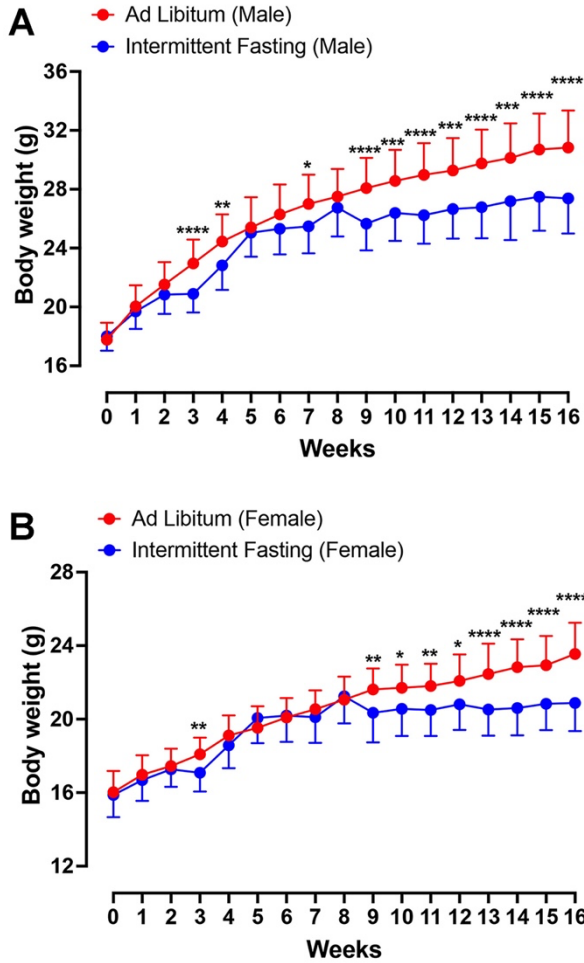 A
Ad Libitum (Male)
Intermittent Fasting (Male)
36
32
28
24
20
16
Body weight (g)
**** ** * **** *** **** *** **** *** **** ****
0 1 2 3 4 5 6 7 8 9 10 11 12 13 14 15 16
Weeks
B
Ad Libitum (Female)
Intermittent Fasting (Female)
28
24
20
16
12
Body weight (g)
** ** * ** * **** **** **** ****
0 1 2 3 4 5 6 7 8 9 10 11 12 13 14 15 16
Weeks